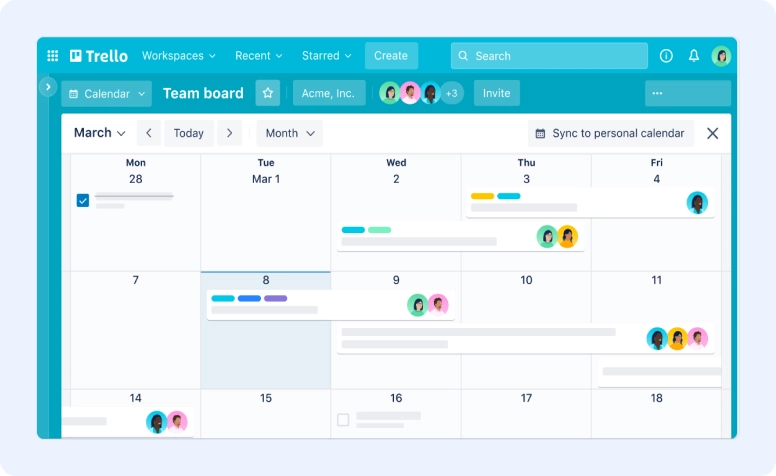 Trello Workspaces Recent Starred Create Search
Calendar Team board Acme, Inc. +3 Invite ...
March Today Month Sync to personal calendar
Mon Tue Wed Thu Fri
28 Mar 1 2 3 4
7 8 9 10 11
14 15 16 17 18